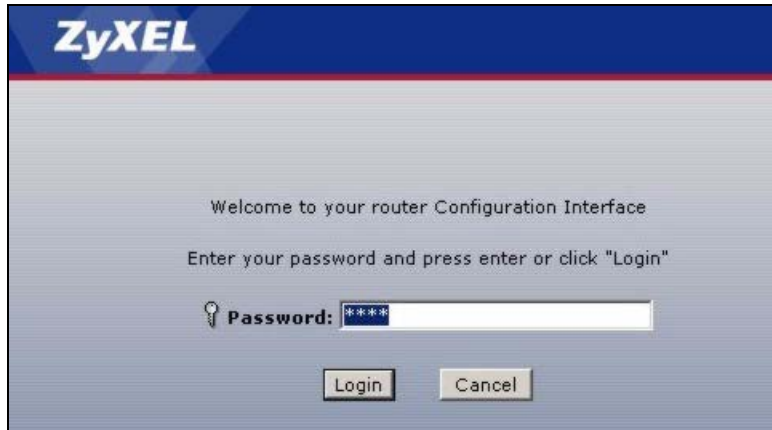 ZyXEL
Welcome to your router Configuration Interface
Enter your password and press enter or click "Login"
Password: ****
Login Cancel